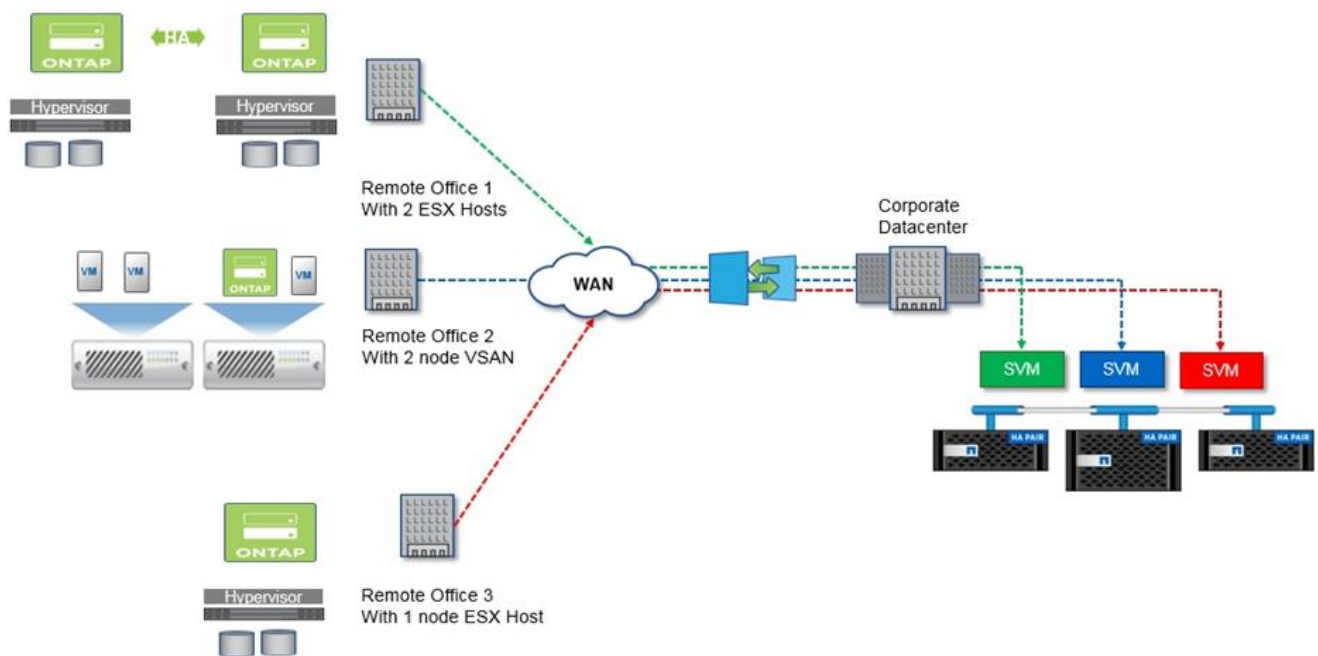 ONTAP
HA
ONTAP
Hypervisor
Hypervisor
Remote Office 1
With 2 ESX Hosts
VM
VM
ONTAP
VM
Remote Office 2
With 2 node VSAN
WAN
Corporate
Datacenter
SVM
SVM
SVM
HA PAIR
HA PAIR
HA PAIR
ONTAP
Hypervisor
Remote Office 3
With 1 node ESX Host